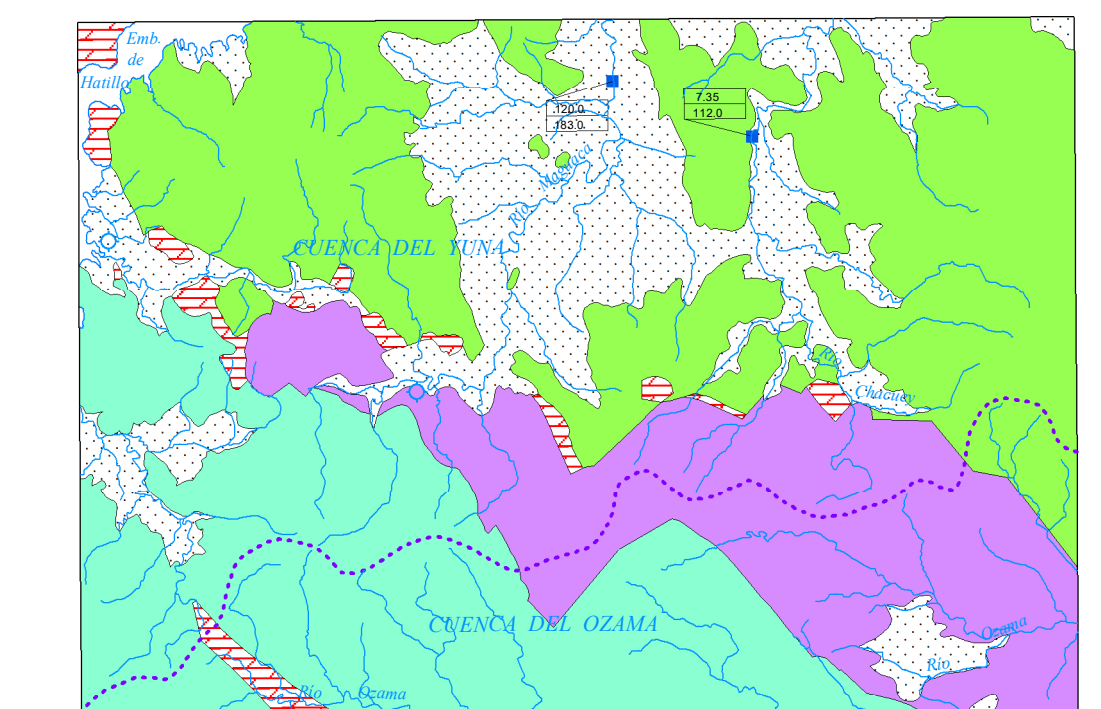 Emb.
de
Hatillo
120.0
183.0
7.35
112.0
Río Maguaca
CUENCA DEL YUNA
Río
Chacuey
CUENCA DEL OZAMA
Río Ozama
Río Ozama